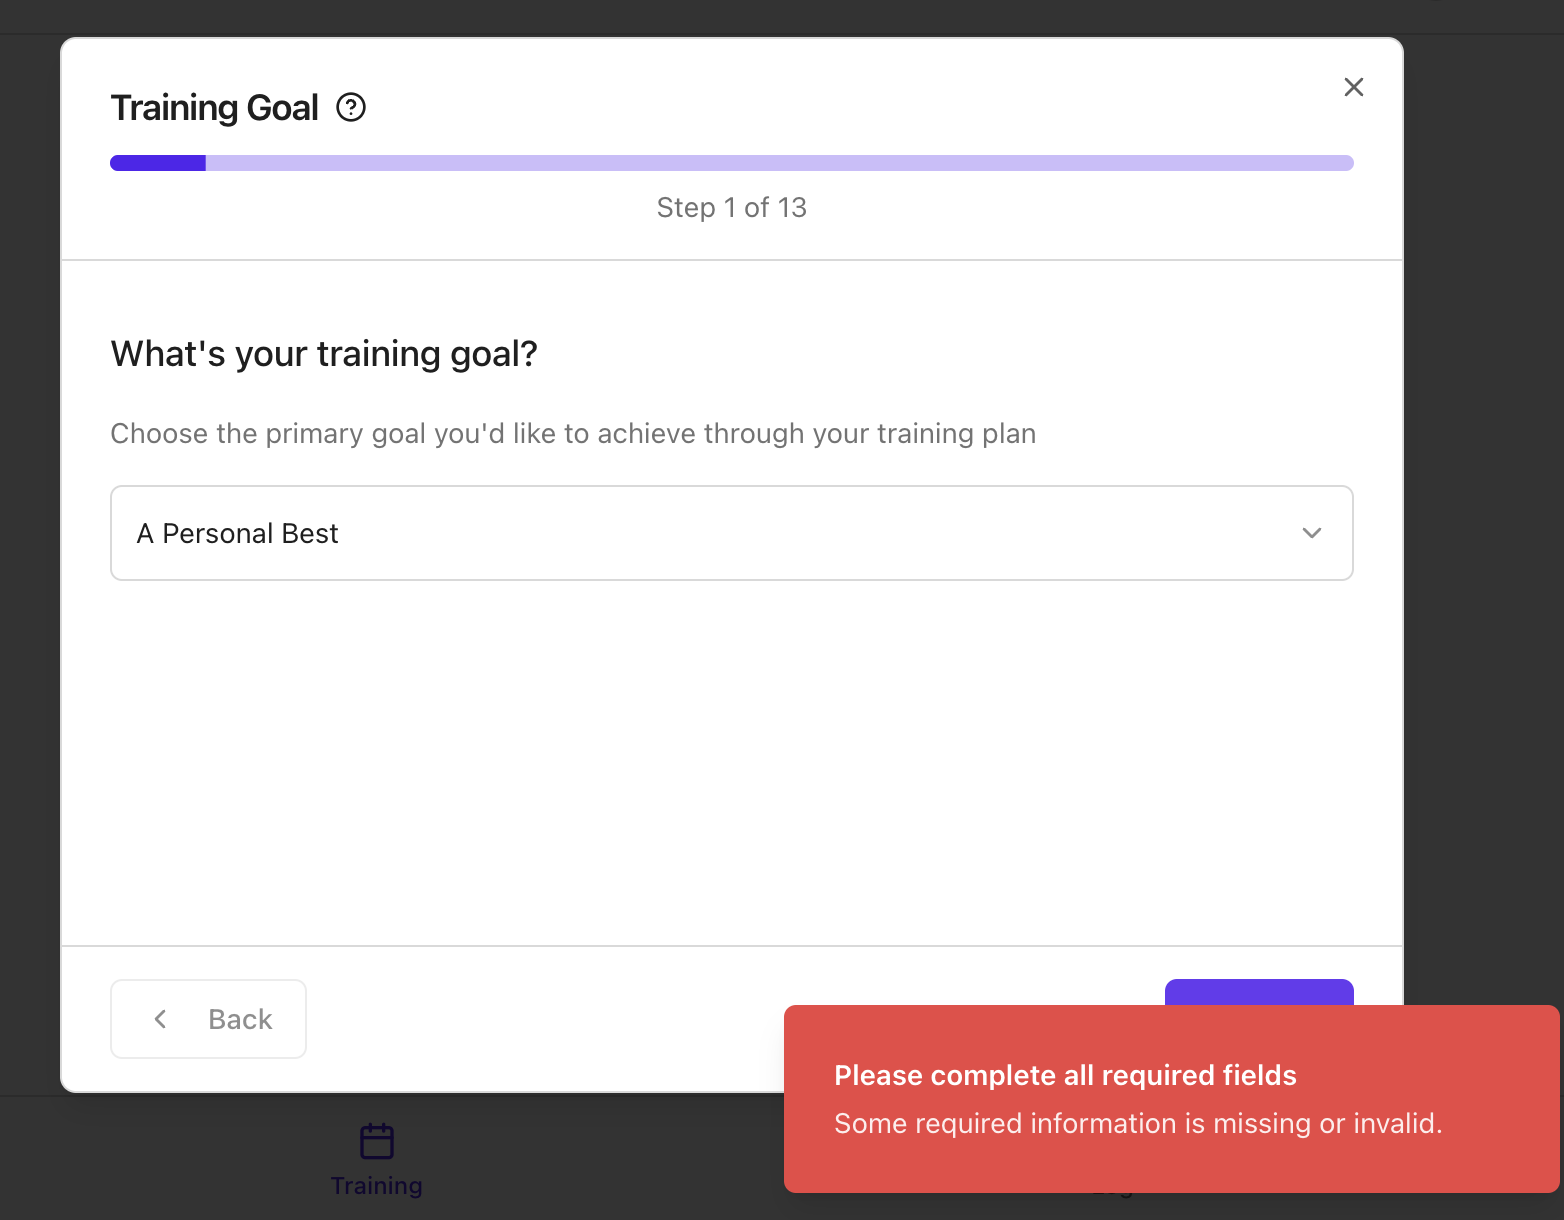 Training Goal
Step 1 of 13
What's your training goal?
Choose the primary goal you'd like to achieve through your training plan
A Personal Best
Back
Please complete all required fields
Some required information is missing or invalid.
Training